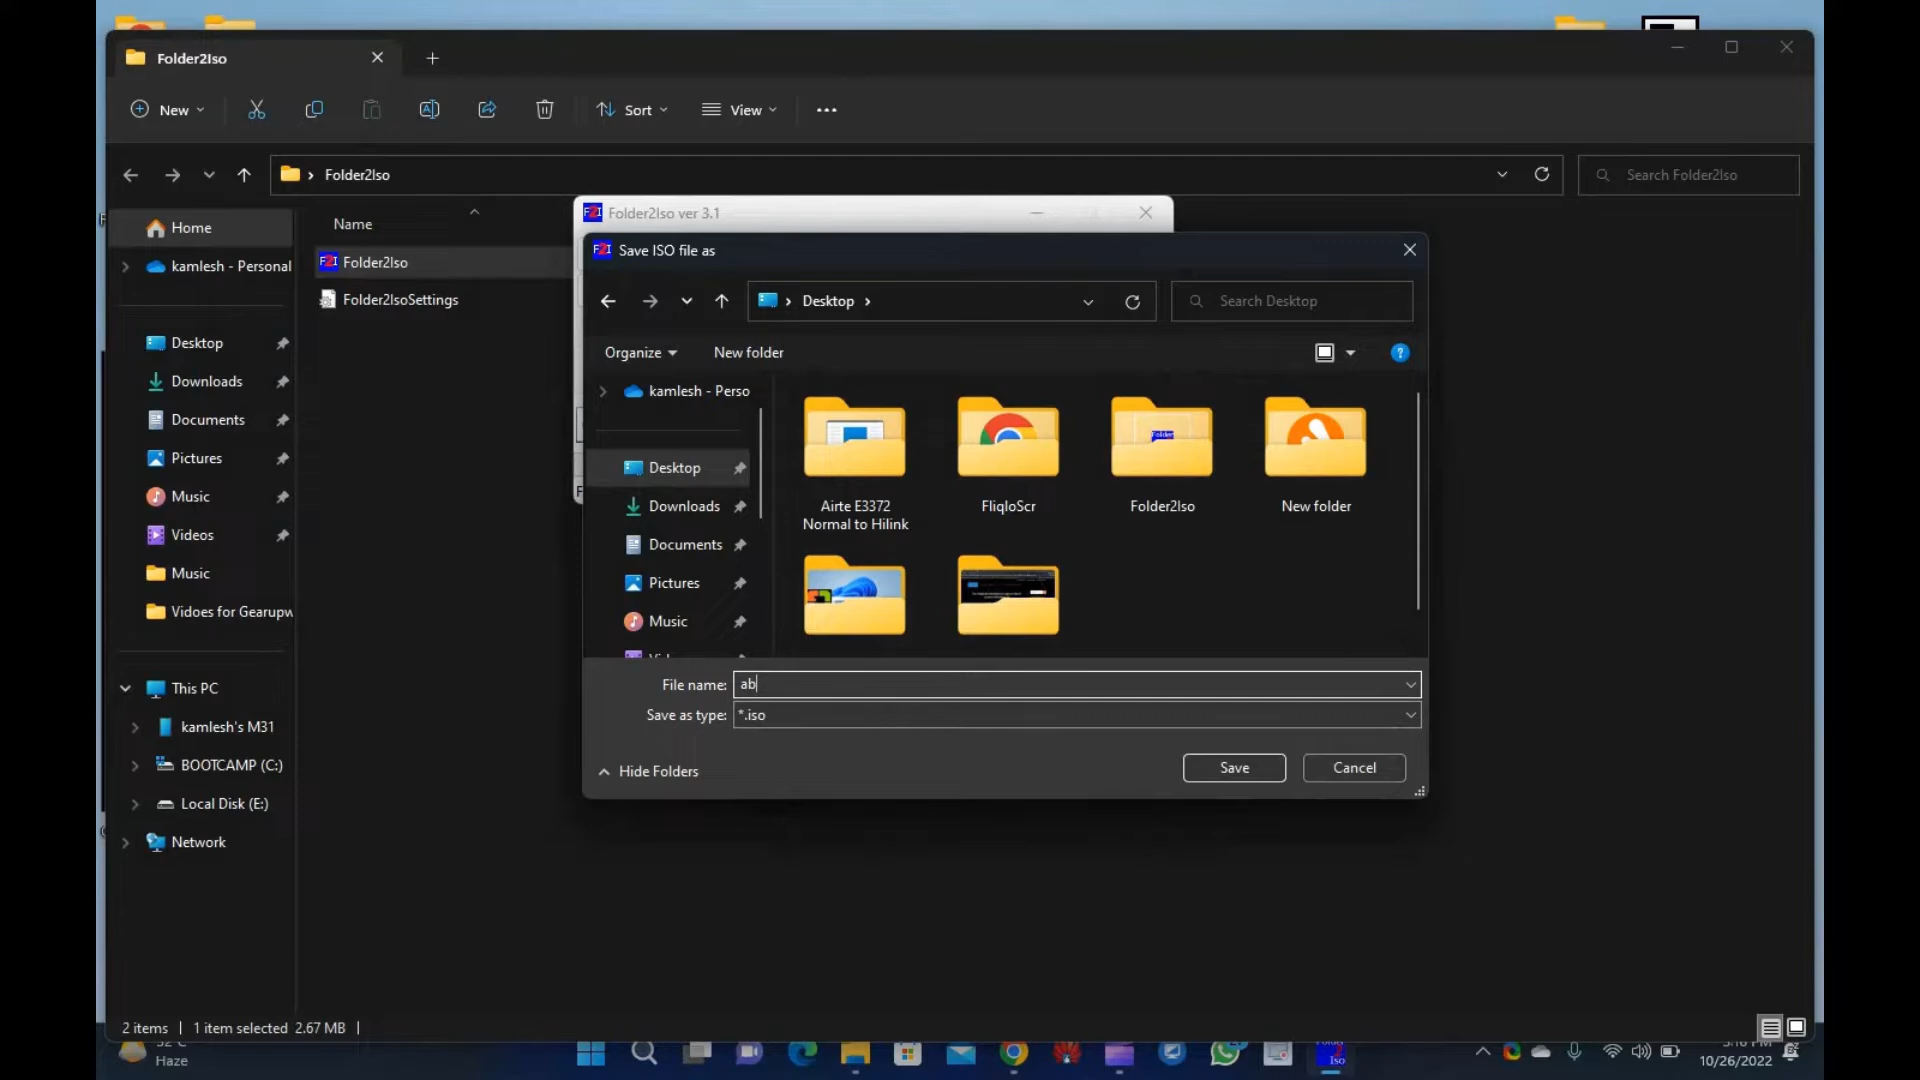 Folder2Iso
New
Sort
View
Folder2Iso
Search Folder2Iso
Home
kamlesh - Personal
Desktop
Downloads
Documents
Pictures
Music
Videos
Music
Vidoes for Gearupw
This PC
kamlesh's M31
BOOTCAMP (C:)
Local Disk (E:)
Network
Name
Folder2Iso
Folder2IsoSettings
Folder2Iso ver 3.1
Save ISO file as
Desktop
Search Desktop
Organize
New folder
kamlesh - Perso
Desktop
Downloads
Documents
Pictures
Music
Airte E3372
Normal to Hilink
FliqloScr
Folder2Iso
New folder
File name: ab
Save as type: *.iso
Hide Folders
Save
Cancel
2 items
1 item selected 2.67 MB
Haze
10/26/2022